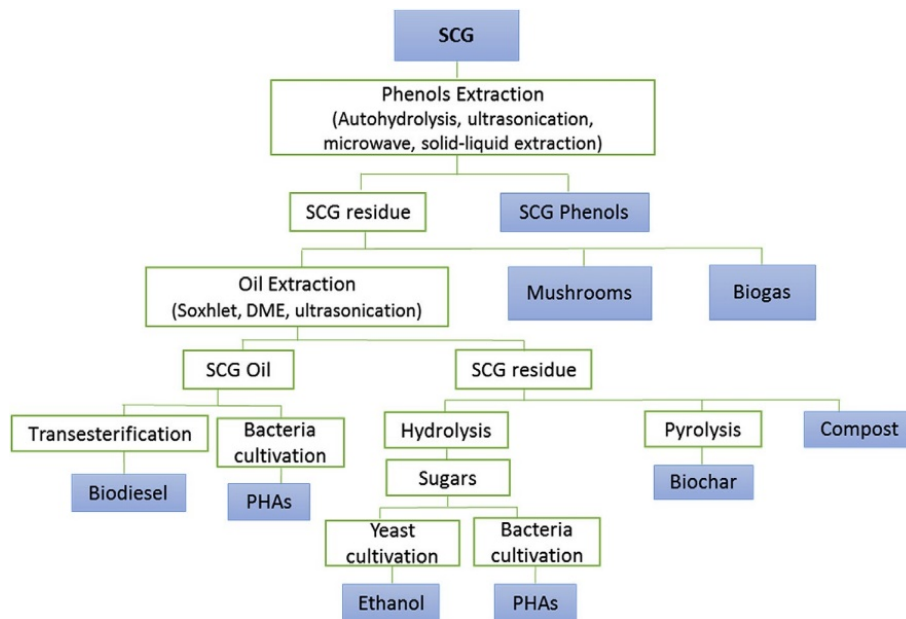 SCG
Phenols Extraction
(Autohydrolysis, ultrasonication,
microwave, solid-liquid extraction)
SCG residue
SCG Phenols
Oil Extraction
(Soxhlet, DME, ultrasonication)
Mushrooms
Biogas
SCG Oil
SCG residue
Transesterification
Bacteria
cultivation
Hydrolysis
Pyrolysis
Compost
Biodiesel
PHAs
Sugars
Biochar
Yeast
cultivation
Bacteria
cultivation
Ethanol
PHAs